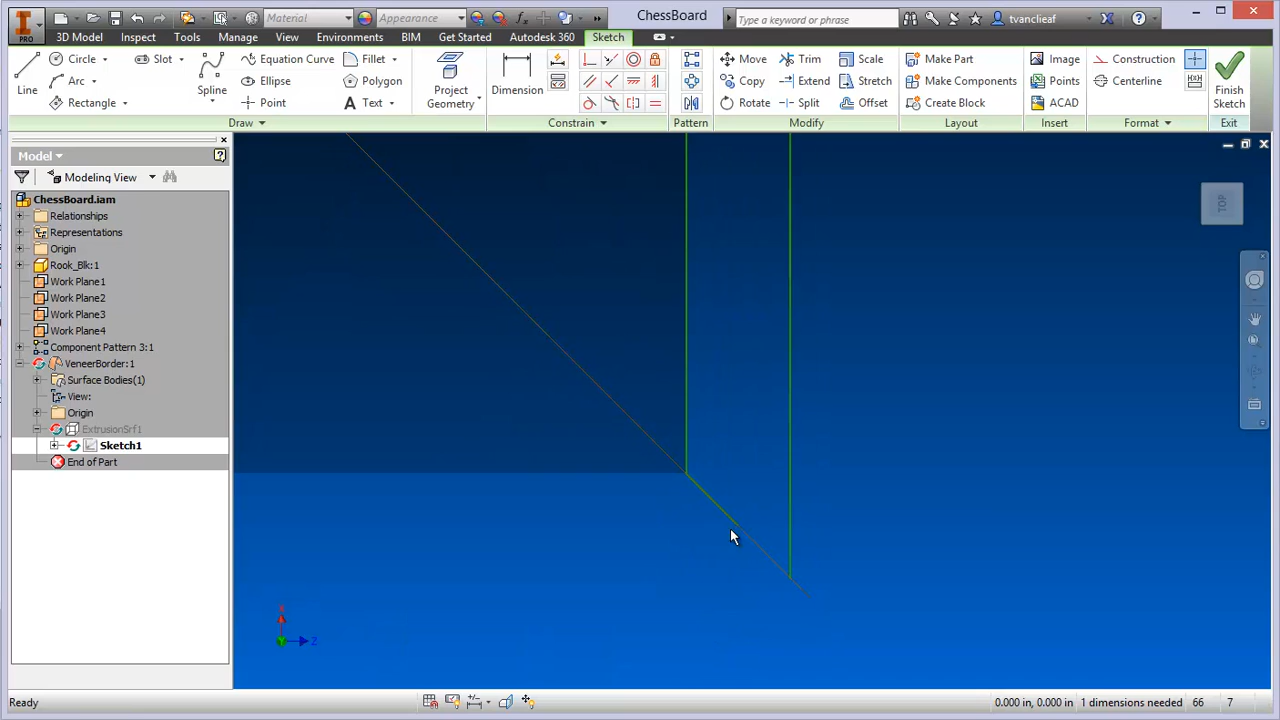 Material
Appearance
ChessBoard
Type a keyword or phrase
tvanclief
PRO
3D Model
Inspect
Tools
Manage
View
Environments
BIM
Get Started
Autodesk 360
Sketch
Line
Circle
Arc
Rectangle
Slot
Spline
Equation Curve
Ellipse
Point
Fillet
Polygon
Text
Project
Geometry
Dimension
Move
Copy
Rotate
Trim
Extend
Split
Scale
Stretch
Offset
Make Part
Make Components
Create Block
Image
Points
ACAD
Construction
Centerline
Finish
Sketch
Draw
Constrain
Pattern
Modify
Layout
Insert
Format
Exit
Model
Modeling View
ChessBoard.iam
Relationships
Representations
Origin
Rook_Blk:1
Work Plane1
Work Plane2
Work Plane3
Work Plane4
Component Pattern 3:1
VeneerBorder:1
Surface Bodies(1)
View:
Origin
ExtrusionSrf1
Sketch1
End of Part
TOP
Z
Ready
0.000 in, 0.000 in
1 dimensions needed
66
7